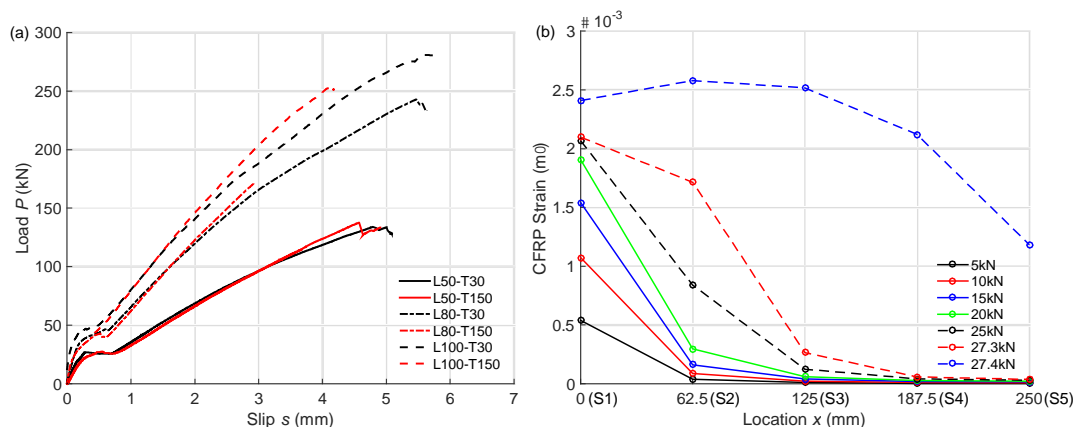 (a)
300
250
200
150
100
50
0
Load P (kN)
0 1 2 3 4 5 6 7
Slip s (mm)
L50-T30
L50-T150
L80-T30
L80-T150
L100-T30
L100-T150
(b)
# 10-3
3
2.5
2
1.5
1
0.5
0
CFRP Strain (m0)
0 (S1) 62.5 (S2) 125 (S3) 187.5 (S4) 250 (S5)
Location x (mm)
5kN
10kN
15kN
20kN
25kN
27.3kN
27.4kN